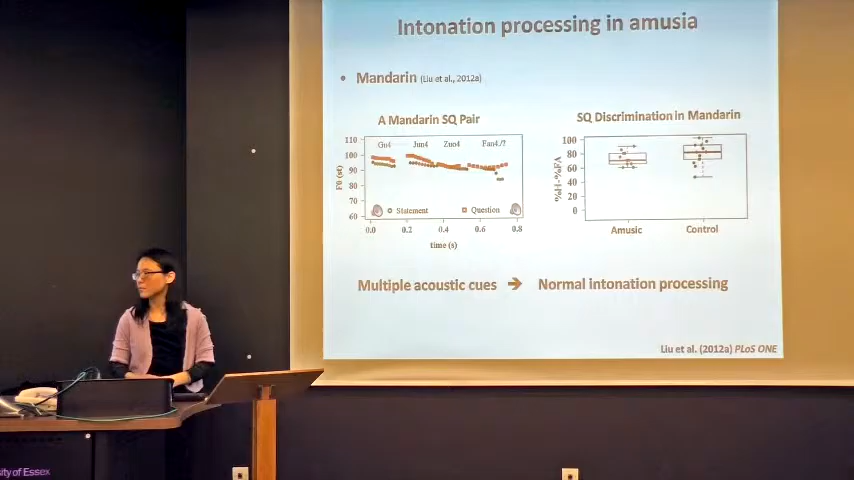 Intonation processing in amusia
• Mandarin (Liu et al., 2012a)
A Mandarin SQ Pair
110
100
90
80
70
60
F0 (st)
Gu4 Jun4 Zuo4 Fan4./?
Statement Question
0.0 0.2 0.4 0.6 0.8
time (s)
SQ Discrimination in Mandarin
100
80
60
40
20
0
%H-%FA
Amusic Control
Multiple acoustic cues → Normal intonation processing
Liu et al. (2012a) PLoS ONE
sity of Essex